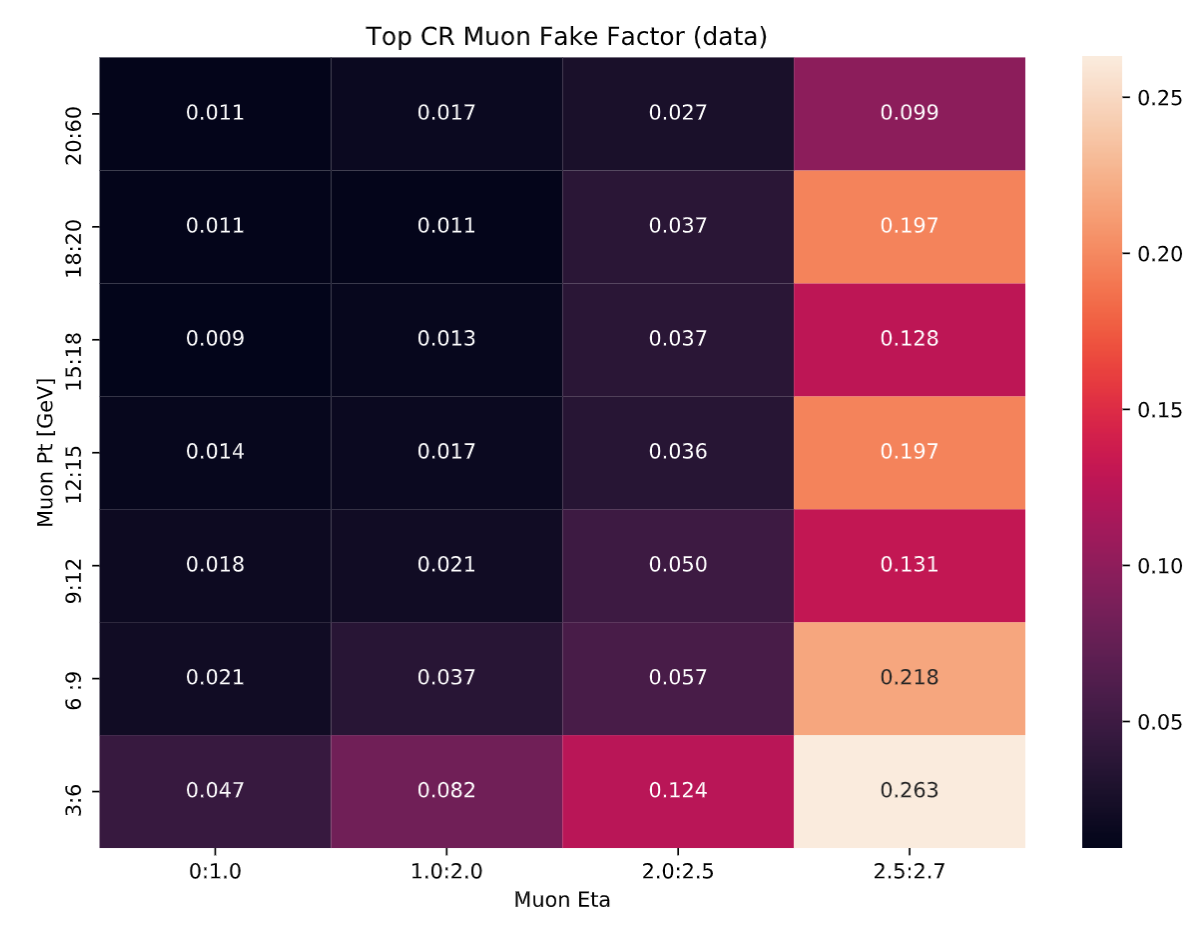 Top CR Muon Fake Factor (data)
Muon Pt [GeV]
20:60 0.011 0.017 0.027 0.099
18:20 0.011 0.011 0.037 0.197
15:18 0.009 0.013 0.037 0.128
12:15 0.014 0.017 0.036 0.197
9:12 0.018 0.021 0.050 0.131
6 :9 0.021 0.037 0.057 0.218
3:6 0.047 0.082 0.124 0.263
0:1.0 1.0:2.0 2.0:2.5 2.5:2.7
Muon Eta
0.25
0.20
0.15
0.10
0.05